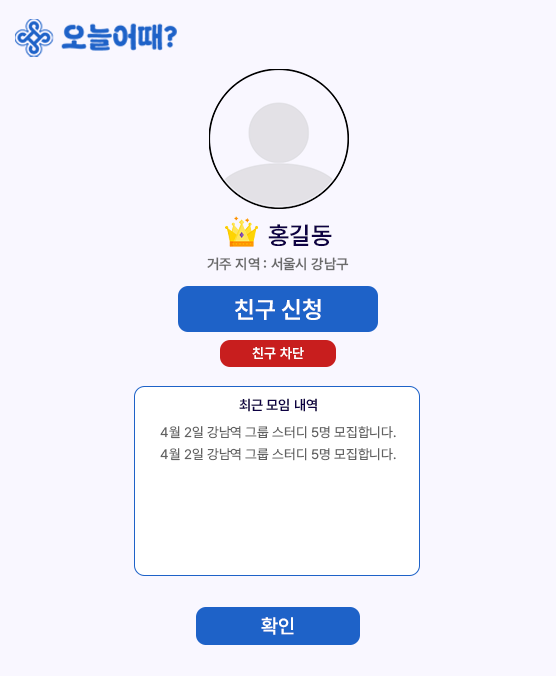 오늘어때?
홍길동
거주 지역 : 서울시 강남구
친구 신청
친구 차단
최근 모임 내역
4월 2일 강남역 그룹 스터디 5명 모집합니다.
4월 2일 강남역 그룹 스터디 5명 모집합니다.
확인